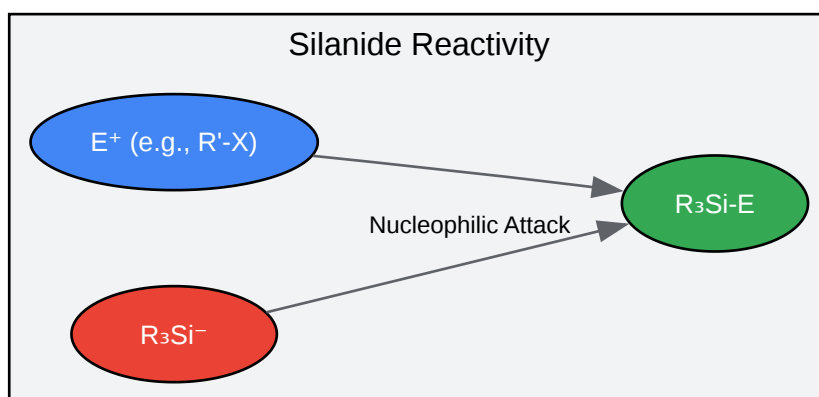 Silanide Reactivity
E⁺ (e.g., R'-X)
R₃Si-E
Nucleophilic Attack
R₃Si⁻